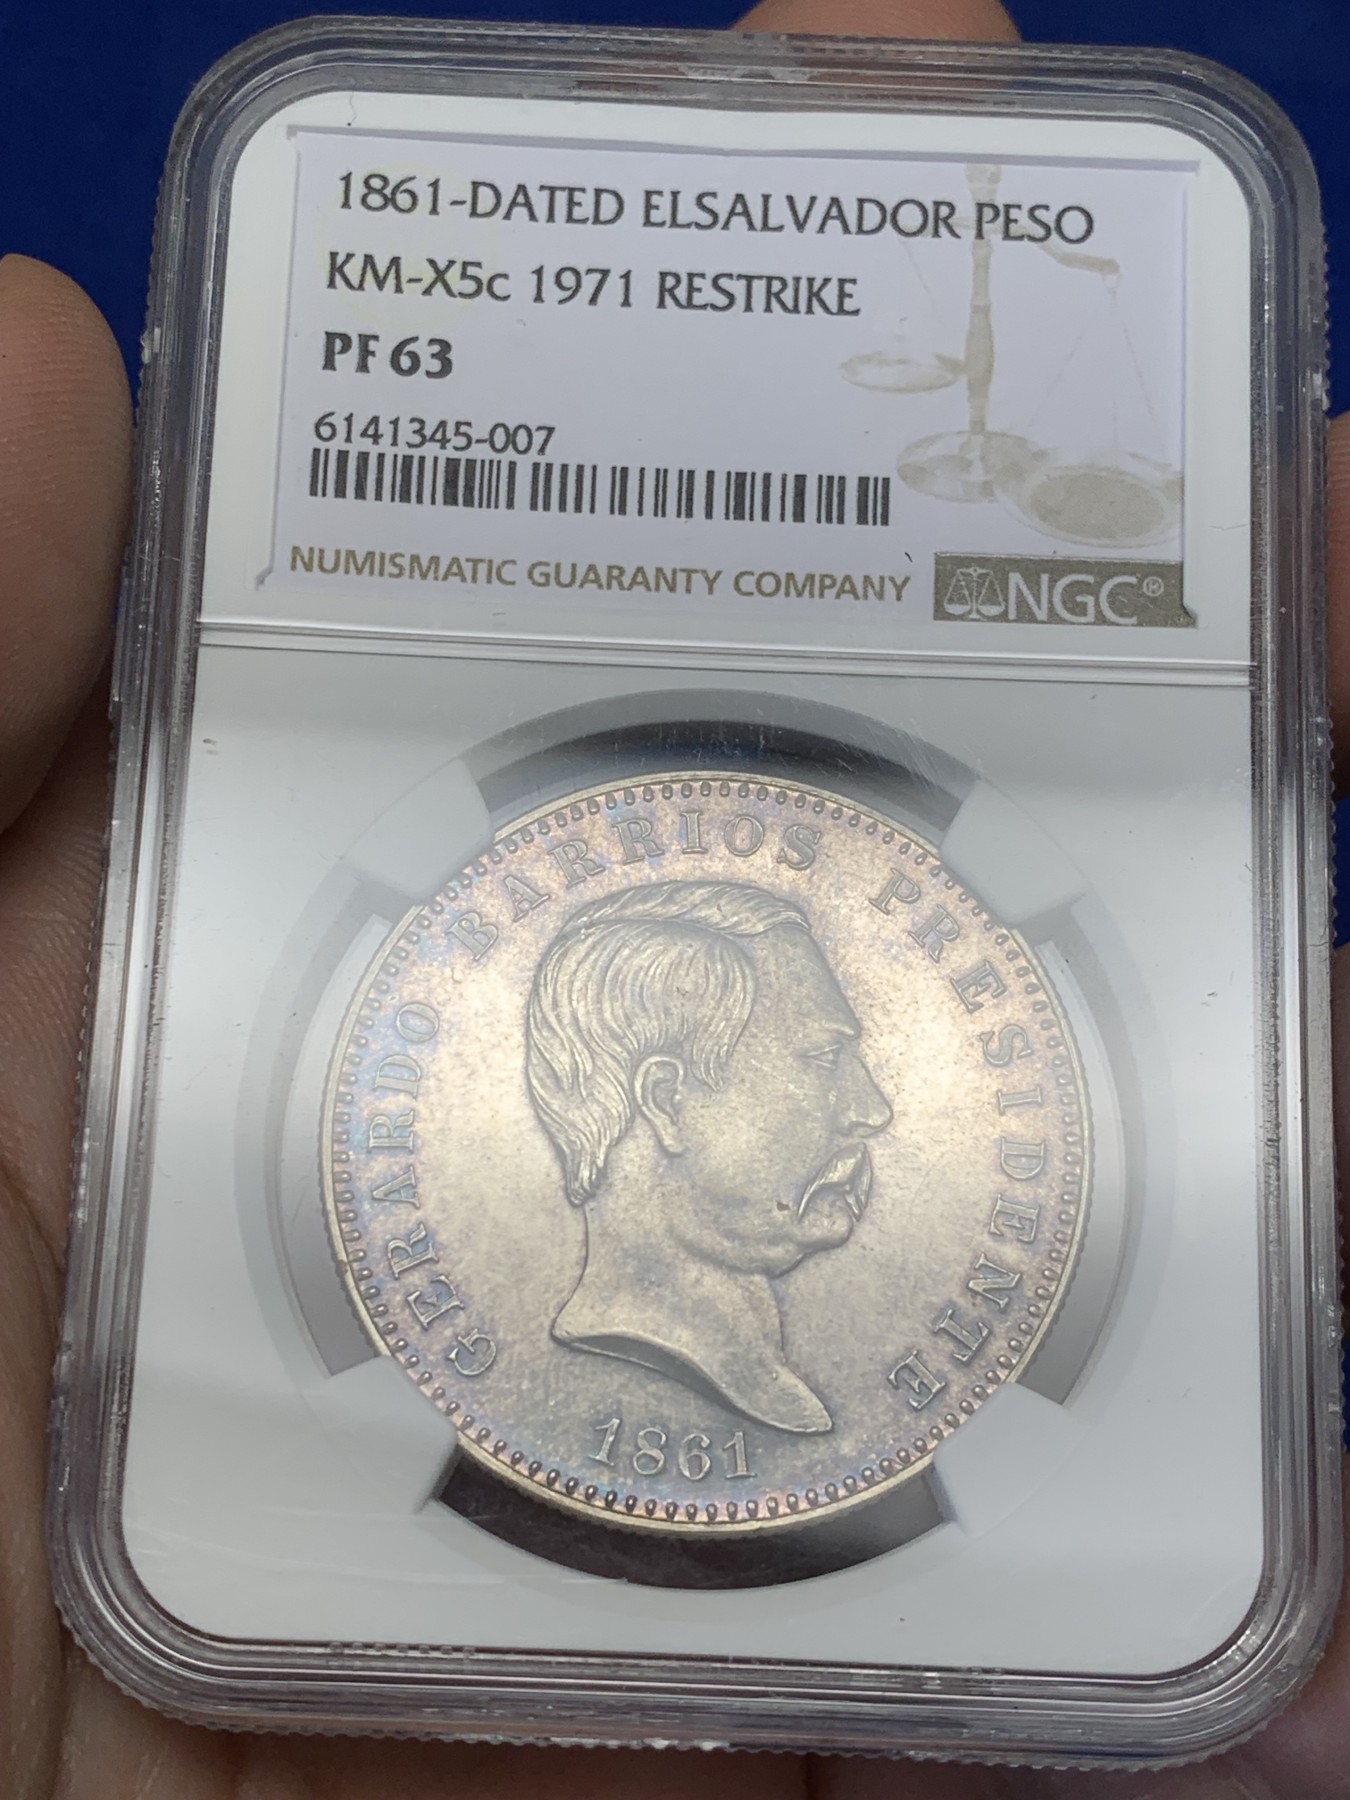 1861-DATED ELSALVADOR PESO
KM-X5c 1971 RESTRIKE
PF 63
6141345-007
NUMISMATIC GUARANTY COMPANY
NGC®
GERARDO BARRIOS PRESIDENTE
1861